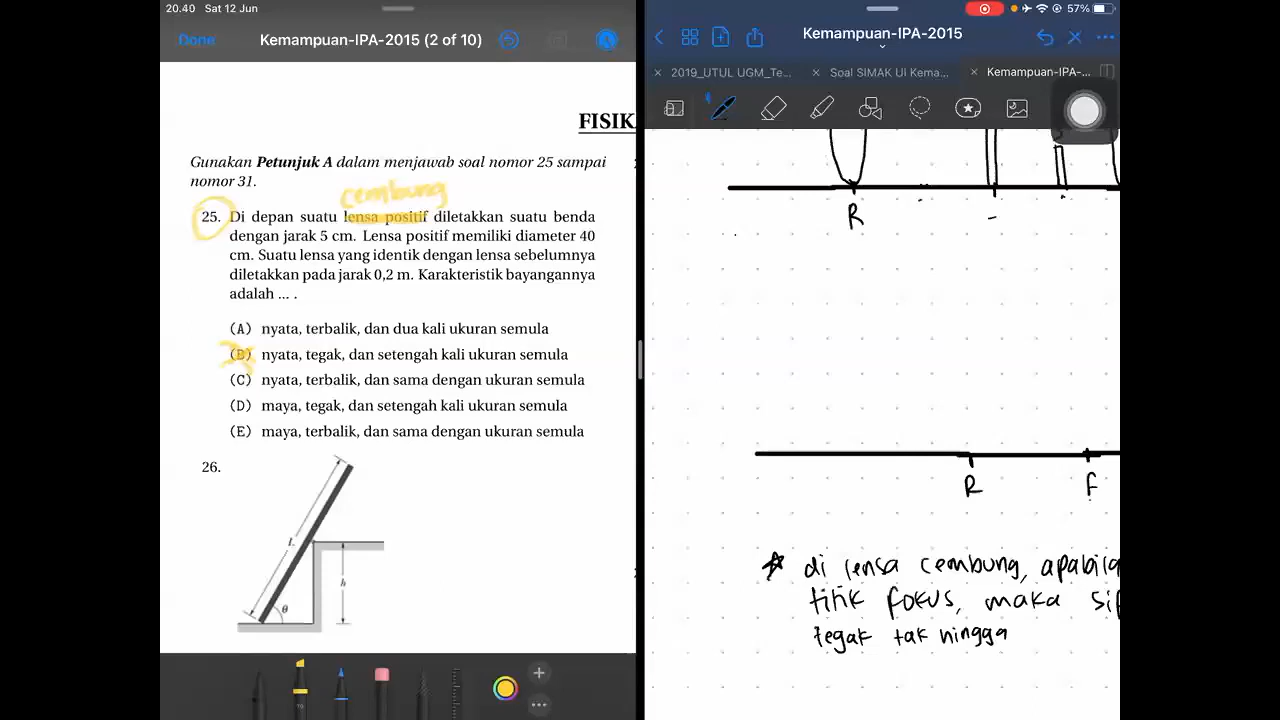 20.40 Sat 12 Jun
57%
Done
Kemampuan-IPA-2015 (2 of 10)
Kemampuan-IPA-2015
2019_UTUL UGM_Te...
Soal SIMAK UI Kema...
Kemampuan-IPA-...
FISIK
Gunakan Petunjuk A dalam menjawab soal nomor 25 sampai
nomor 31.
cembung
25. Di depan suatu lensa positif diletakkan suatu benda
dengan jarak 5 cm. Lensa positif memiliki diameter 40
cm. Suatu lensa yang identik dengan lensa sebelumnya
diletakkan pada jarak 0,2 m. Karakteristik bayangannya
adalah ... .
(A) nyata, terbalik, dan dua kali ukuran semula
(B) nyata, tegak, dan setengah kali ukuran semula
(C) nyata, terbalik, dan sama dengan ukuran semula
(D) maya, tegak, dan setengah kali ukuran semula
(E) maya, terbalik, dan sama dengan ukuran semula
26.
L
h
θ
R
R
F
di lensa cembung, apabila
titik fokus, maka sif
tegak tak hingga